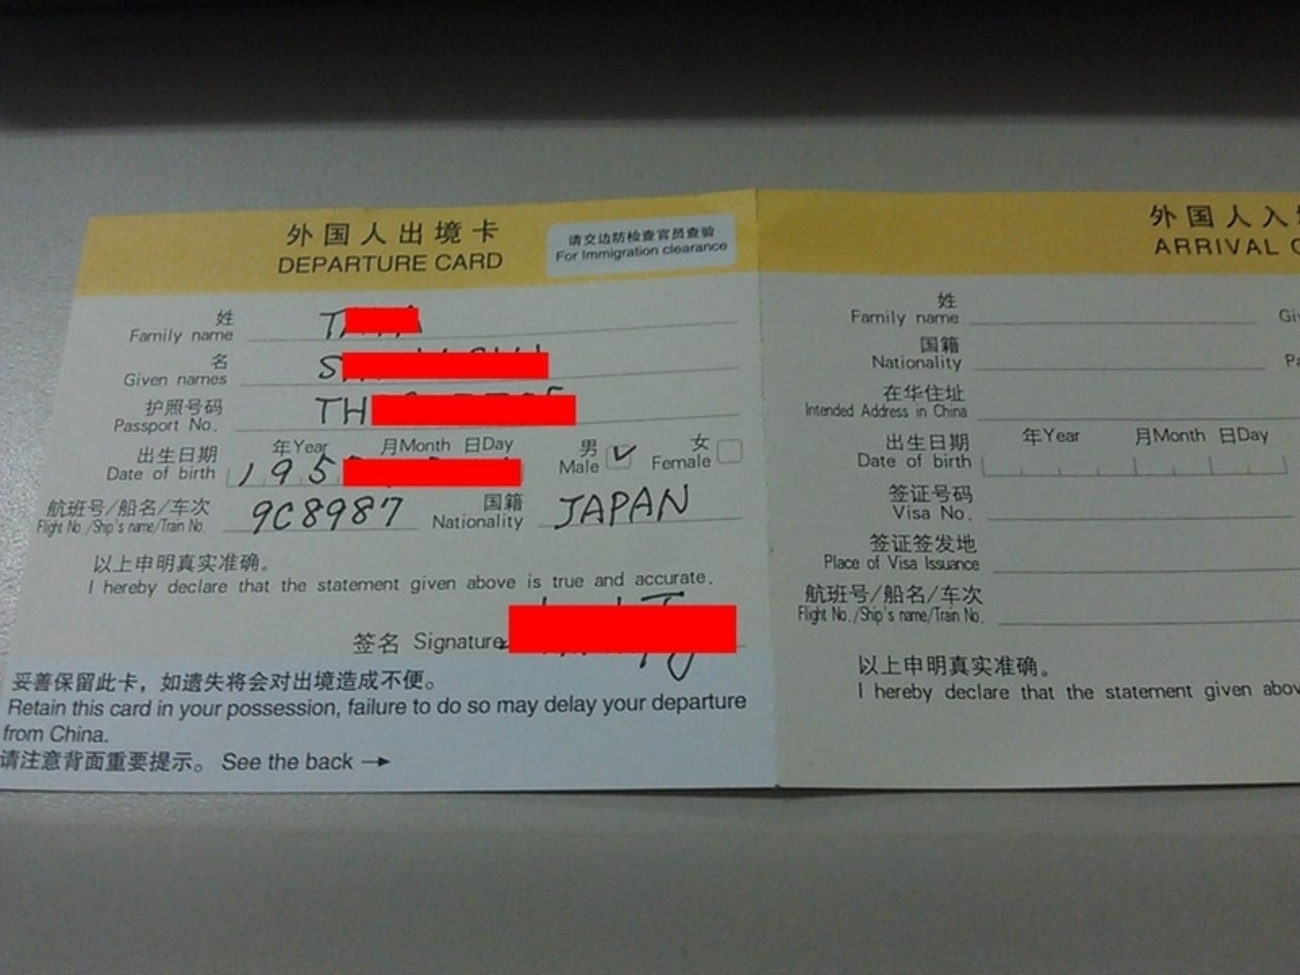 外国人出境卡
DEPARTURE CARD
请交边防检查官员查验
For Immigration clearance
姓
Family name
名
Given names
护照号码
Passport No. TH
出生日期 年Year 月Month 日Day 男 女
Date of birth 195 Male Female
航班号/船名/车次 国籍
Flight No./Ship's name/Train No. 9C8987 Nationality JAPAN
以上申明真实准确。
I hereby declare that the statement given above is true and accurate.
签名 Signature
妥善保留此卡，如遗失将会对出境造成不便。
Retain this card in your possession, failure to do so may delay your departure
from China.
请注意背面重要提示。 See the back →
外国人入
ARRIVAL
姓
Family name
国籍
Nationality
在华住址
Intended Address in China
出生日期 年Year 月Month 日Day
Date of birth
签证号码
Visa No.
签证签发地
Place of Visa Issuance
航班号/船名/车次
Flight No./Ship's name/Train No.
以上申明真实准确。
I hereby declare that the statement given